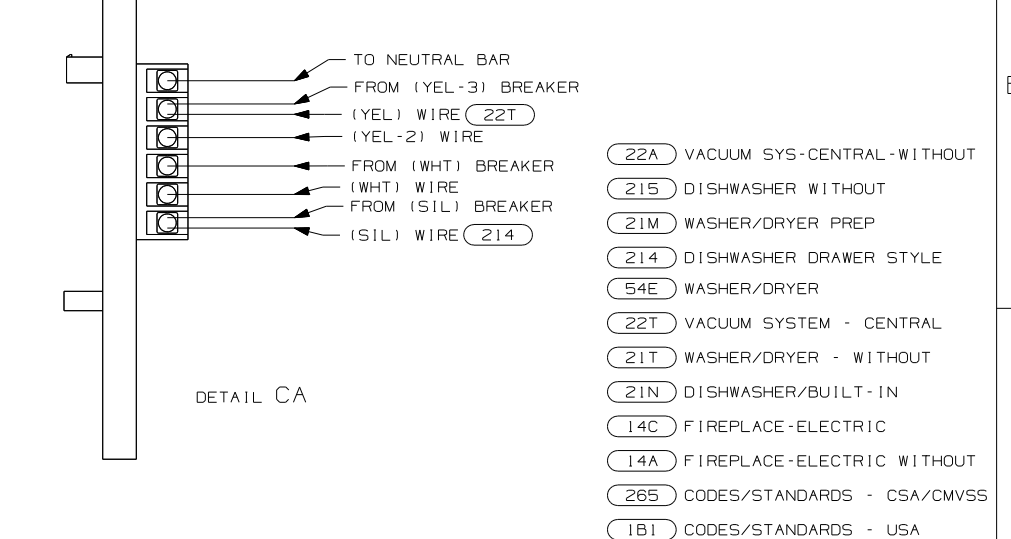 TO NEUTRAL BAR
FROM (YEL-3) BREAKER
(YEL) WIRE 22T
(YEL-2) WIRE
FROM (WHT) BREAKER
(WHT) WIRE
FROM (SIL) BREAKER
(SIL) WIRE 214
DETAIL CA
22A VACUUM SYS-CENTRAL-WITHOUT
215 DISHWASHER WITHOUT
21M WASHER/DRYER PREP
214 DISHWASHER DRAWER STYLE
54E WASHER/DRYER
22T VACUUM SYSTEM - CENTRAL
21T WASHER/DRYER - WITHOUT
21N DISHWASHER/BUILT-IN
14C FIREPLACE-ELECTRIC
14A FIREPLACE-ELECTRIC WITHOUT
265 CODES/STANDARDS - CSA/CMVSS
1B1 CODES/STANDARDS - USA